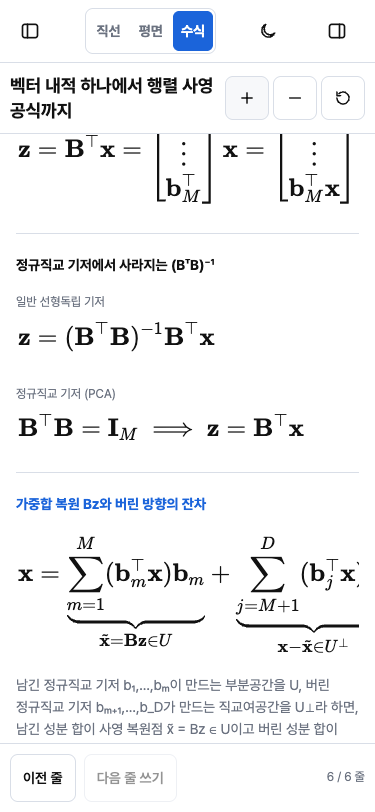 직선 평면 수식
벡터 내적 하나에서 행렬 사영
공식까지
z = B⊤x = [⋮ b⊤_M] x = [⋮ b⊤_M x]
정규직교 기저에서 사라지는 (BᵀB)⁻¹
일반 선형독립 기저
z = (B⊤B)⁻¹B⊤x
정규직교 기저 (PCA)
B⊤B = I_M ⟹ z = B⊤x
가중합 복원 Bz와 버린 방향의 잔차
x = ∑_{m=1}^{M} (b⊤_m x)b_m + ∑_{j=M+1}^{D} (b⊤_j x)
x̃=Bz∈U x−x̃∈U⊥
남긴 정규직교 기저 b₁,…,bₘ이 만드는 부분공간을 U, 버린
정규직교 기저 bₘ₊₁,…,b_D가 만드는 직교여공간을 U⊥라 하면,
남긴 성분 합이 사영 복원점 x̃ = Bz ∈ U이고 버린 성분 합이
이전 줄 다음 줄 쓰기 6 / 6 줄